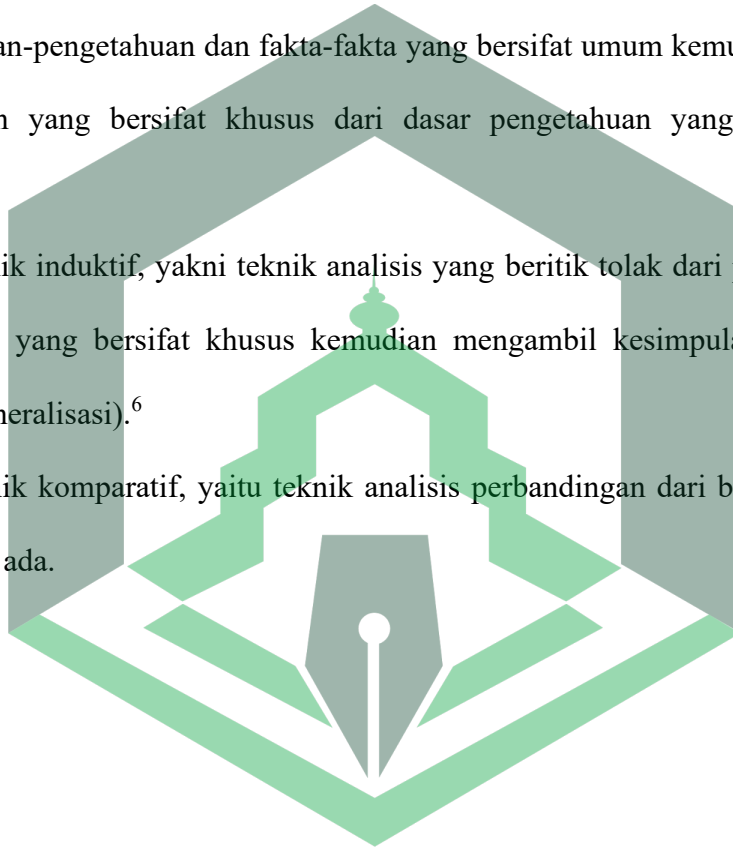 an-pengetahuan dan fakta-fakta yang bersifat umum kemu
yang bersifat khusus dari dasar pengetahuan yang
ik induktif, yakni teknik analisis yang beritik tolak dari
yang bersifat khusus kemudian mengambil kesimpula
neralisasi).⁶
ik komparatif, yaitu teknik analisis perbandingan dari b
ada.